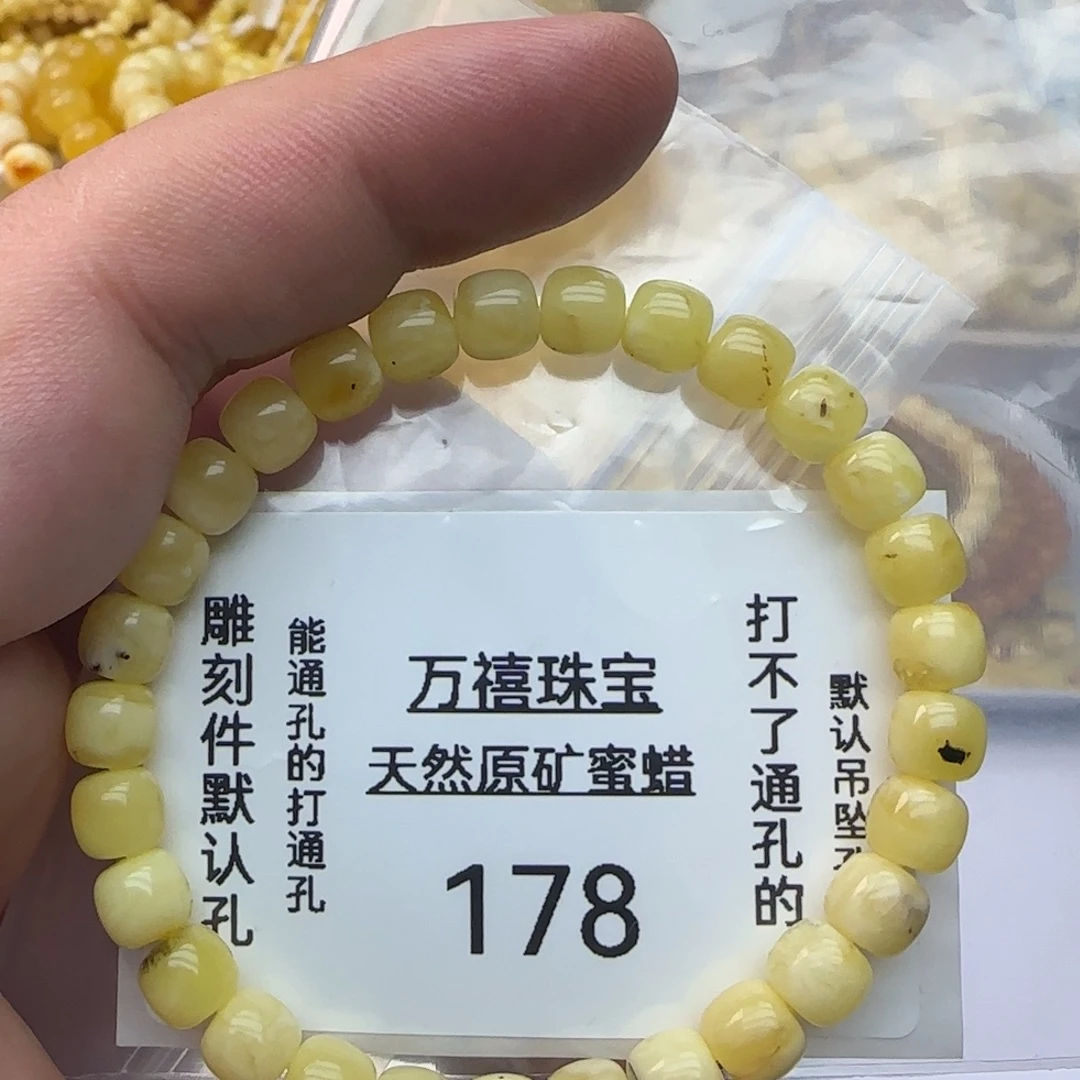 雕刻件默认孔
能通孔的打通孔
万禧珠宝
天然原矿蜜蜡
178
打不了通孔的
默认吊坠孔